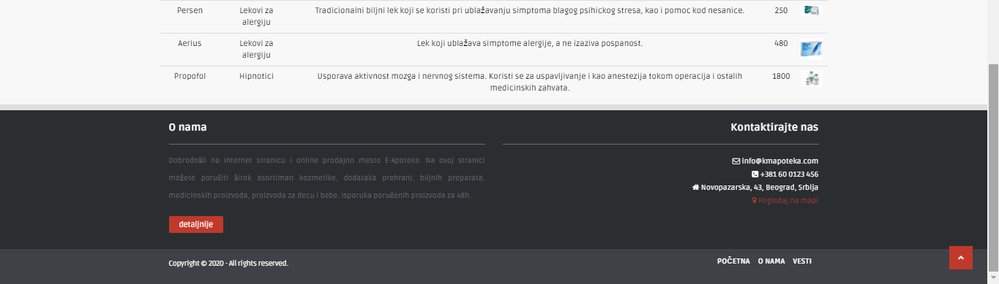 Persen Lekovi za Tradicionalni biljni lek koji se koristi pri ublažavanju simptoma blagog psihickog stresa, kao i pomoc kod nesanice. 250
alergiju
Aerius Lekovi za Lek koji ublažava simptome alergije, a ne izaziva pospanost. 480
alergiju
Propofol Hipnotici Usporava aktivnost mozga i nervnog sistema. Koristi se za uspavljivanje i kao anestezija tokom operacija i ostalih 1800
medicinskih zahvata.
O nama
Dobrodošli na internet stranicu i online prodajno mesto E-Apoteke. Na ovoj stranici
možete poručiti širok asortiman kozmetike, dodataka prehrani, biljnih preparata,
medicinskih proizvoda, proizvoda za decu i bebe. Isporuka poručenih proizvoda za 48h.
detaljnije
Kontaktirajte nas
info@kmapoteka.com
+381 60 0123 456
Novopazarska, 43, Beograd, Srbija
Pogledaj na mapi
Copyright © 2020 - All rights reserved.
POČETNA O NAMA VESTI